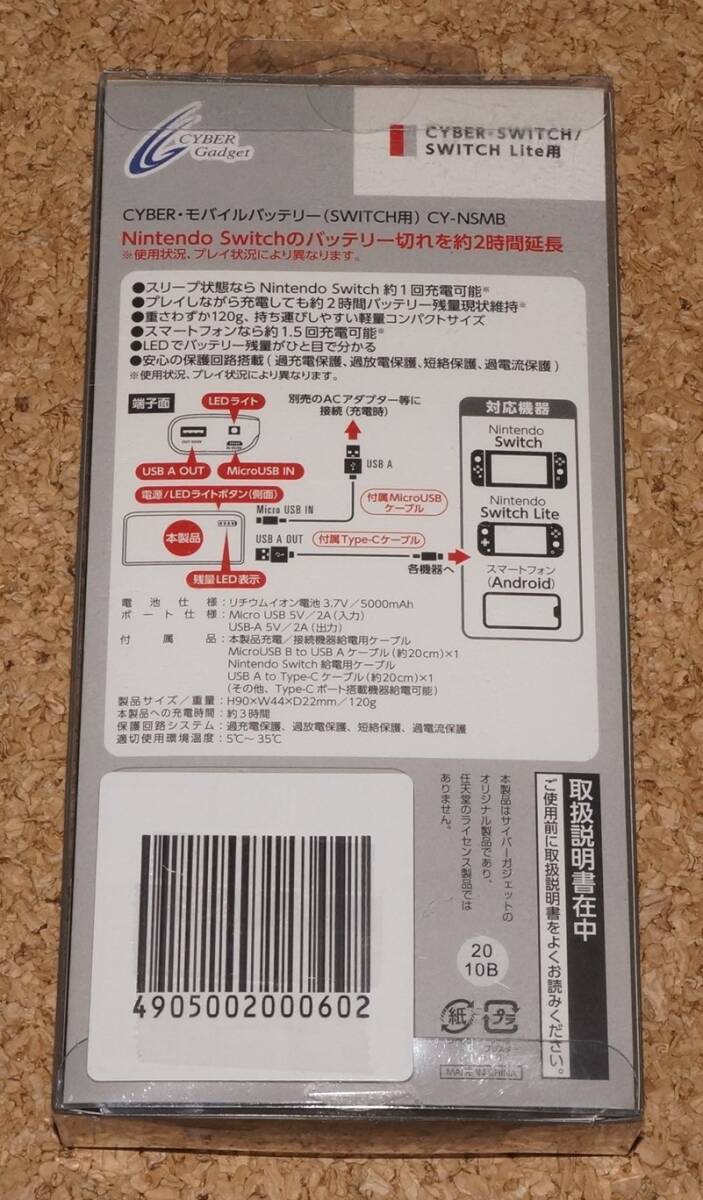 CYBER
Gadget
CYBER・SWITCH/
SWITCH Lite用
CYBER・モバイルバッテリー(SWITCH用) CY-NSMB
Nintendo Switchのバッテリー切れを約2時間延長
※使用状況、プレイ状況により異なります。
●スリープ状態なら Nintendo Switch 約1回充電可能※
●プレイしながら充電しても約2時間バッテリー残量現状維持※
●重さわずか120g、持ち運びしやすい軽量コンパクトサイズ
●スマートフォンなら約1.5回充電可能※
●LEDでバッテリー残量がひと目で分かる
●安心の保護回路搭載(過充電保護、過放電保護、短絡保護、過電流保護)
※使用状況、プレイ状況により異なります。
端子面
LEDライト
USB A OUT
MicroUSB IN
別売のACアダプター等に
接続(充電時)
USB A
電源/LEDライトボタン(側面)
Micro USB IN
付属MicroUSB
ケーブル
本製品
USB A OUT
付属Type-Cケーブル
各機器へ
残量LED表示
対応機器
Nintendo
Switch
Nintendo
Switch Lite
スマートフォン
(Android)
電池仕様:リチウムイオン電池 3.7V/5000mAh
ポート仕様:Micro USB 5V/2A(入力)
USB-A 5V/2A(出力)
付属品:本製品充電/接続機器給電用ケーブル
MicroUSB B to USB A ケーブル(約20cm)×1
Nintendo Switch 給電用ケーブル
USB A to Type-C ケーブル(約20cm)×1
(その他、Type-C ポート搭載機器給電可能)
製品サイズ/重量:H90×W44×D22mm/120g
本製品への充電時間:約3時間
保護回路システム:過充電保護、過放電保護、短絡保護、過電流保護
適切使用環境温度:5℃～35℃
取扱説明書在中
ご使用前に取扱説明書をよくお読みください。
本製品はサイバーガジェットの
オリジナル製品であり、
任天堂のライセンス製品では
ありません。
20
10B
紙
プラ
MADE IN CHINA
4905002000602